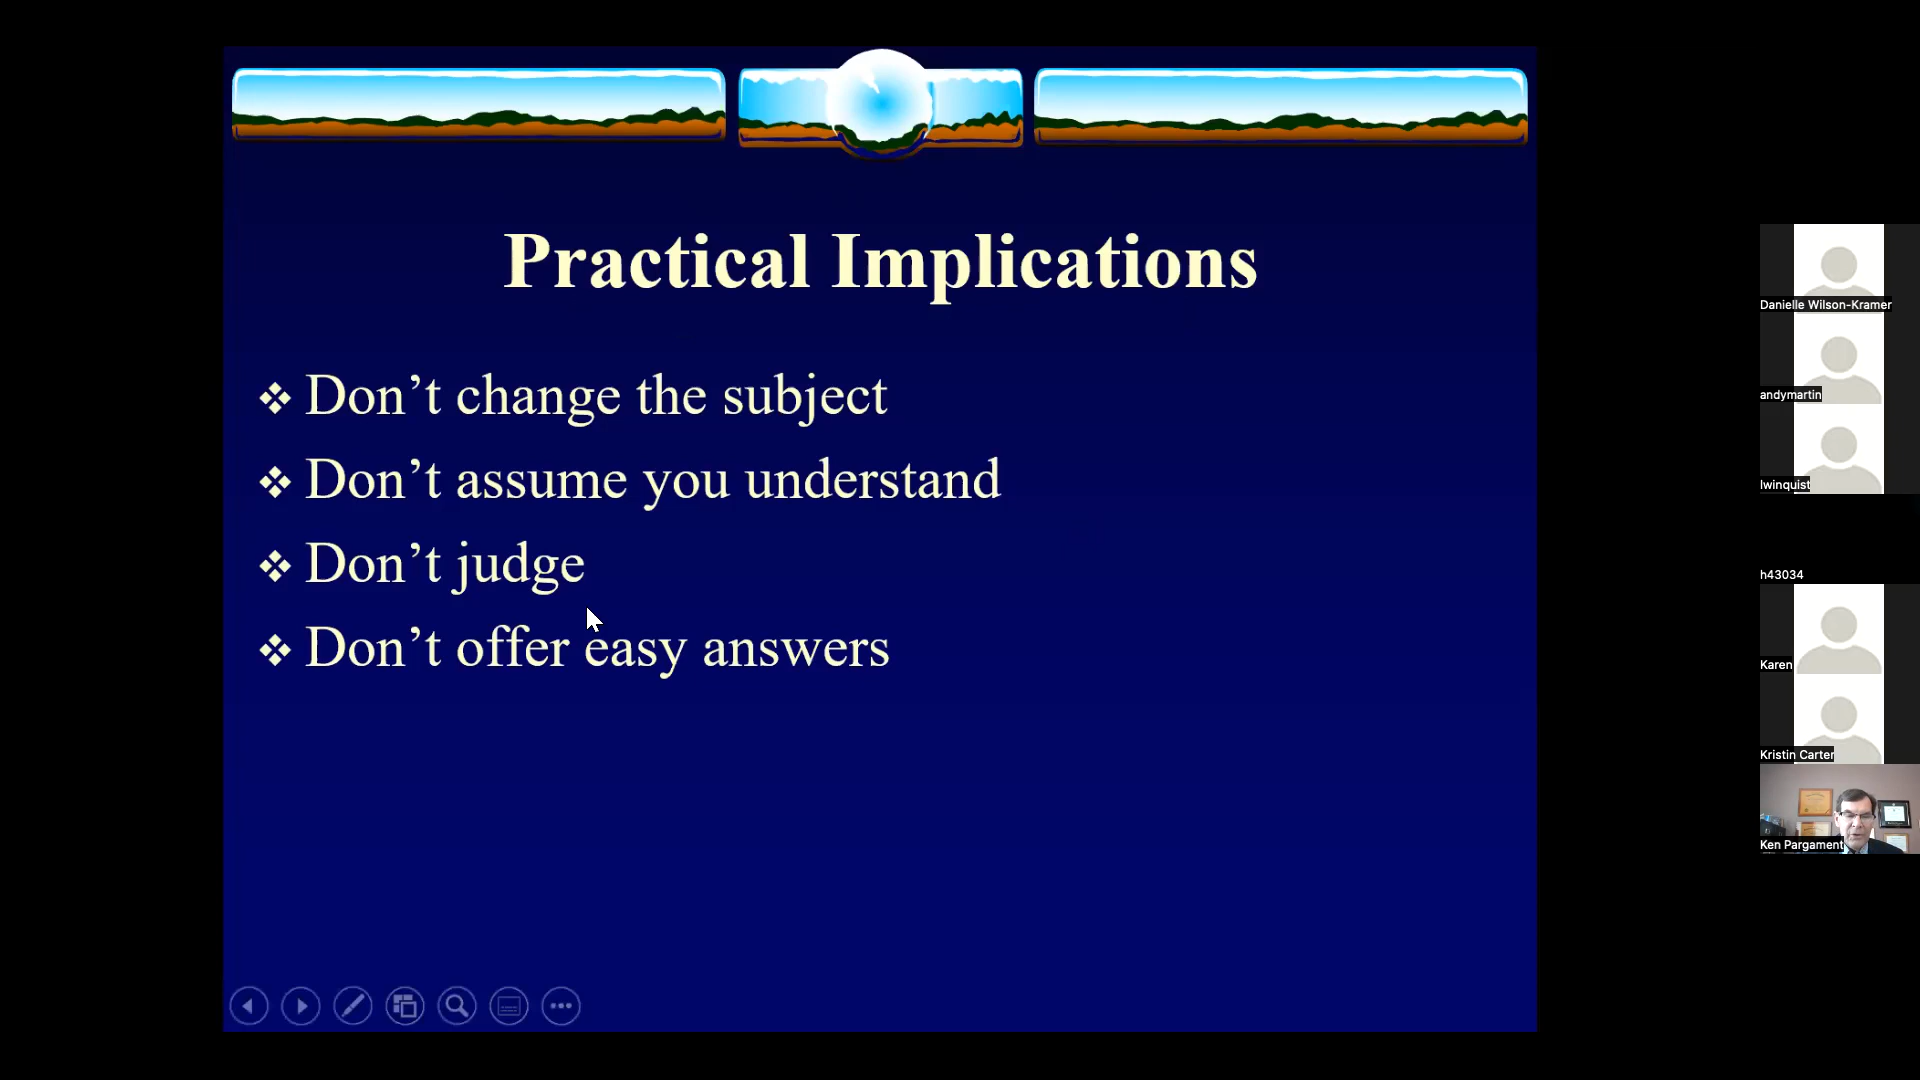 Practical Implications
❖ Don’t change the subject
❖ Don’t assume you understand
❖ Don’t judge
❖ Don’t offer easy answers
Danielle Wilson-Kramer
andymartin
lwinquist
h43034
Karen
Kristin Carter
Ken Pargament